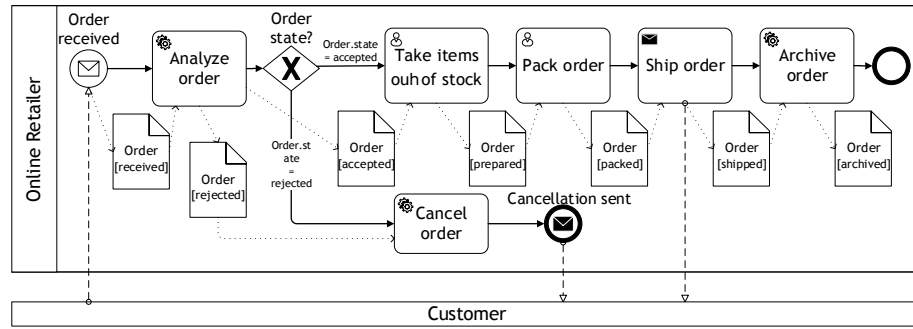 Online Retailer
Order
received
Analyze
order
Order
state?
Order.state
= accepted
Take items
ouhof stock
Pack order
Ship order
Archive
order
Order
[received]
Order
[rejected]
Order.st
ate
=
rejected
Order
[accepted]
Order
[prepared]
Order
[packed]
Order
[shipped]
Order
[archived]
Cancel
order
Cancellation sent
X
Customer